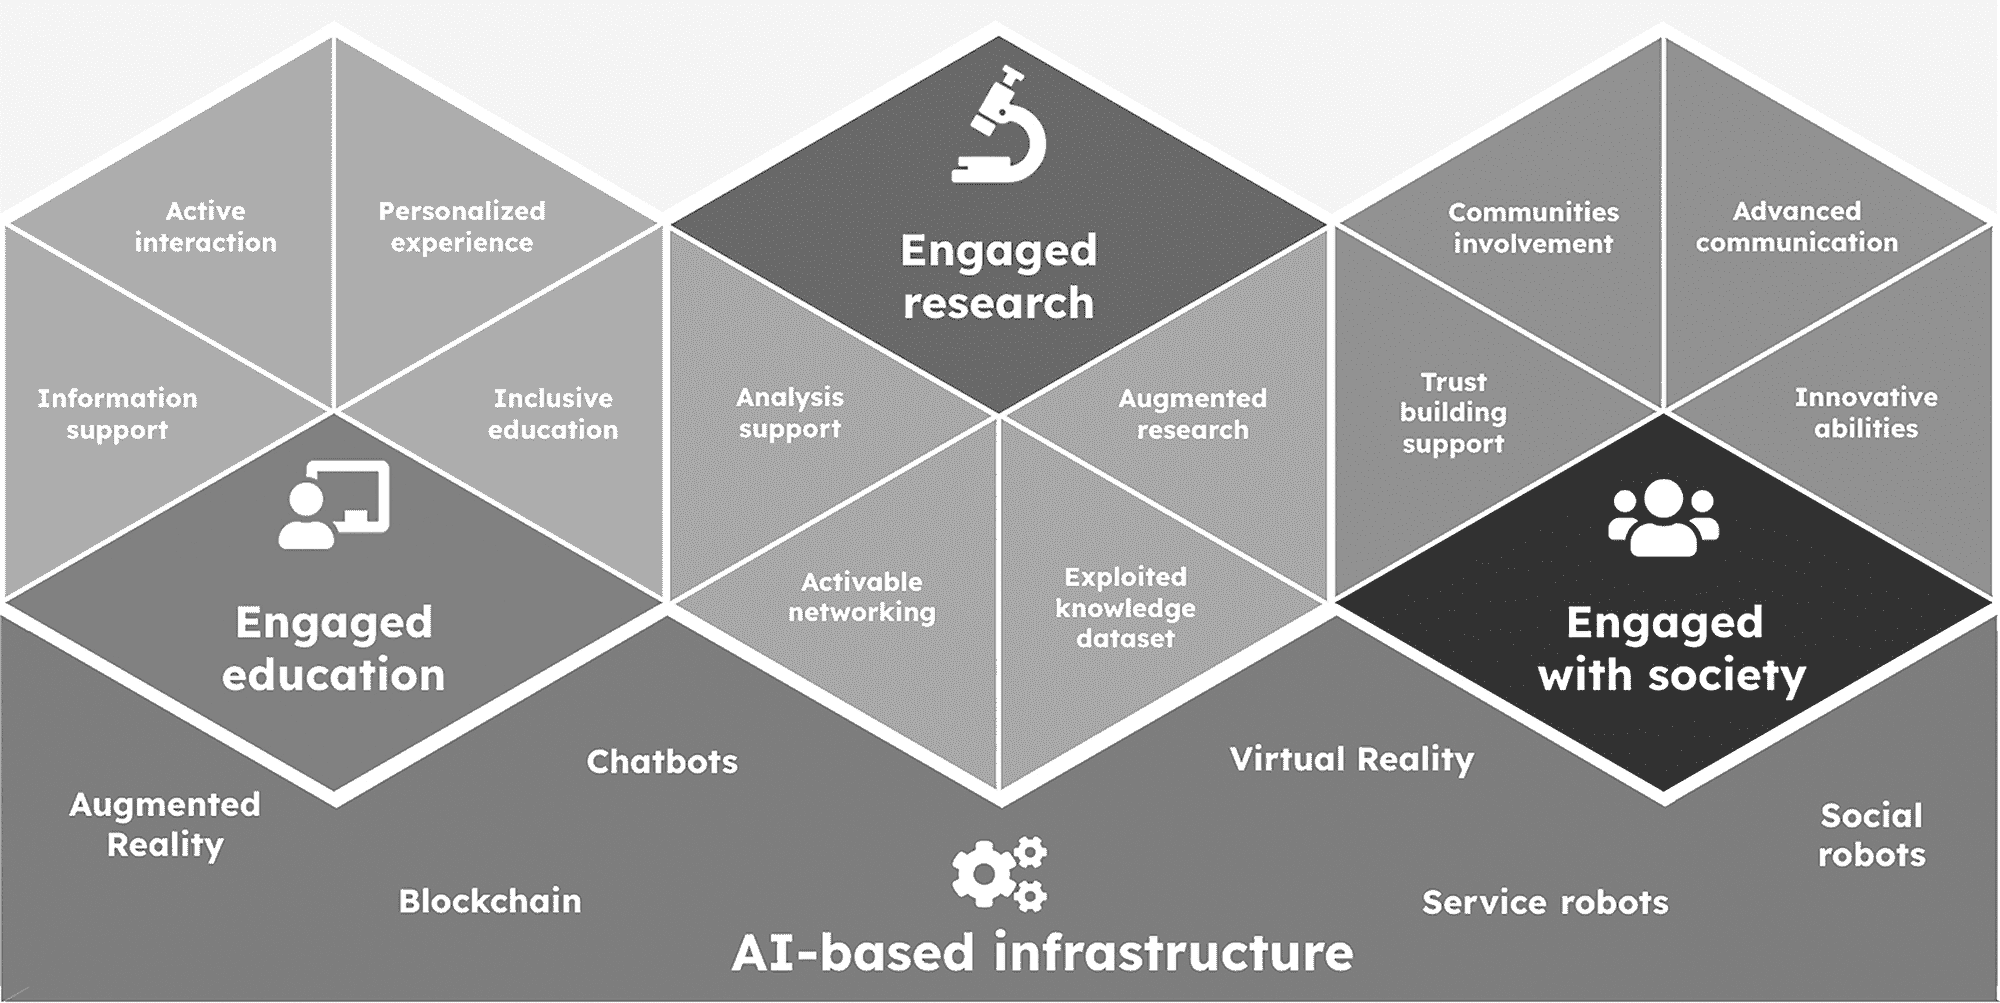 Active
interaction
Personalized
experience
Information
support
Inclusive
education
Engaged
education
Engaged
research
Analysis
support
Augmented
research
Activable
networking
Exploited
knowledge
dataset
Communities
involvement
Advanced
communication
Trust
building
support
Innovative
abilities
Engaged
with society
Augmented
Reality
Chatbots
Blockchain
Virtual Reality
Service robots
Social
robots
AI-based infrastructure